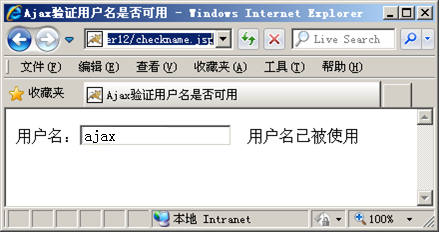 Ajax验证用户名是否可用 - Windows Internet Explorer
er12/checkname.jsp Live Search
文件(F) 编辑(E) 查看(V) 收藏夹(A) 工具(T) 帮助(H)
收藏夹 Ajax验证用户名是否可用
用户名：ajax 用户名已被使用
本地 Intranet 100%